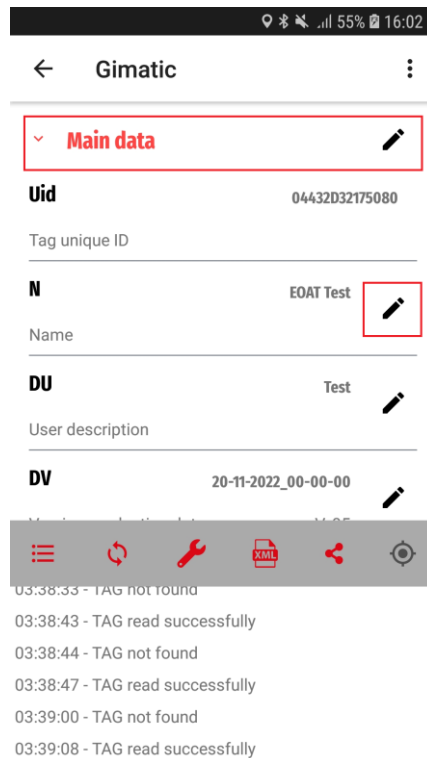 55% 16:02
Gimatic
Main data
Uid 04432D32175080
Tag unique ID
N EOAT Test
Name
DU Test
User description
DV 20-11-2022_00-00-00
XML
03:38:33 - TAG not found
03:38:43 - TAG read successfully
03:38:44 - TAG not found
03:38:47 - TAG read successfully
03:39:00 - TAG not found
03:39:08 - TAG read successfully